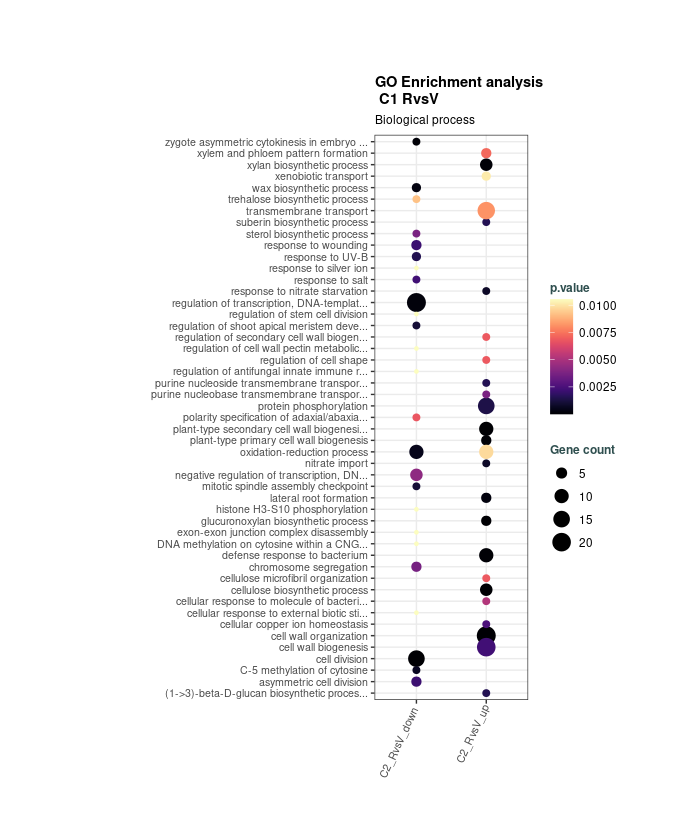 GO Enrichment analysis
C1 RvsV
Biological process
zygote asymmetric cytokinesis in embryo ...
xylem and phloem pattern formation
xylan biosynthetic process
xenobiotic transport
wax biosynthetic process
trehalose biosynthetic process
transmembrane transport
suberin biosynthetic process
sterol biosynthetic process
response to wounding
response to UV-B
response to silver ion
response to salt
response to nitrate starvation
regulation of transcription, DNA-templat...
regulation of stem cell division
regulation of shoot apical meristem deve...
regulation of secondary cell wall biogen...
regulation of cell wall pectin metabolic...
regulation of cell shape
regulation of antifungal innate immune r...
purine nucleoside transmembrane transpor...
purine nucleobase transmembrane transpor...
protein phosphorylation
polarity specification of adaxial/abaxia...
plant-type secondary cell wall biogenesi...
plant-type primary cell wall biogenesis
oxidation-reduction process
nitrate import
negative regulation of transcription, DN...
mitotic spindle assembly checkpoint
lateral root formation
histone H3-S10 phosphorylation
glucuronoxylan biosynthetic process
exon-exon junction complex disassembly
DNA methylation on cytosine within a CNG...
defense response to bacterium
chromosome segregation
cellulose microfibril organization
cellulose biosynthetic process
cellular response to molecule of bacteri...
cellular response to external biotic sti...
cellular copper ion homeostasis
cell wall organization
cell wall biogenesis
cell division
C-5 methylation of cytosine
asymmetric cell division
(1->3)-beta-D-glucan biosynthetic proces...
C2_RvsV_down
C2_RvsV_up
p.value
0.0100
0.0075
0.0050
0.0025
Gene count
5
10
15
20